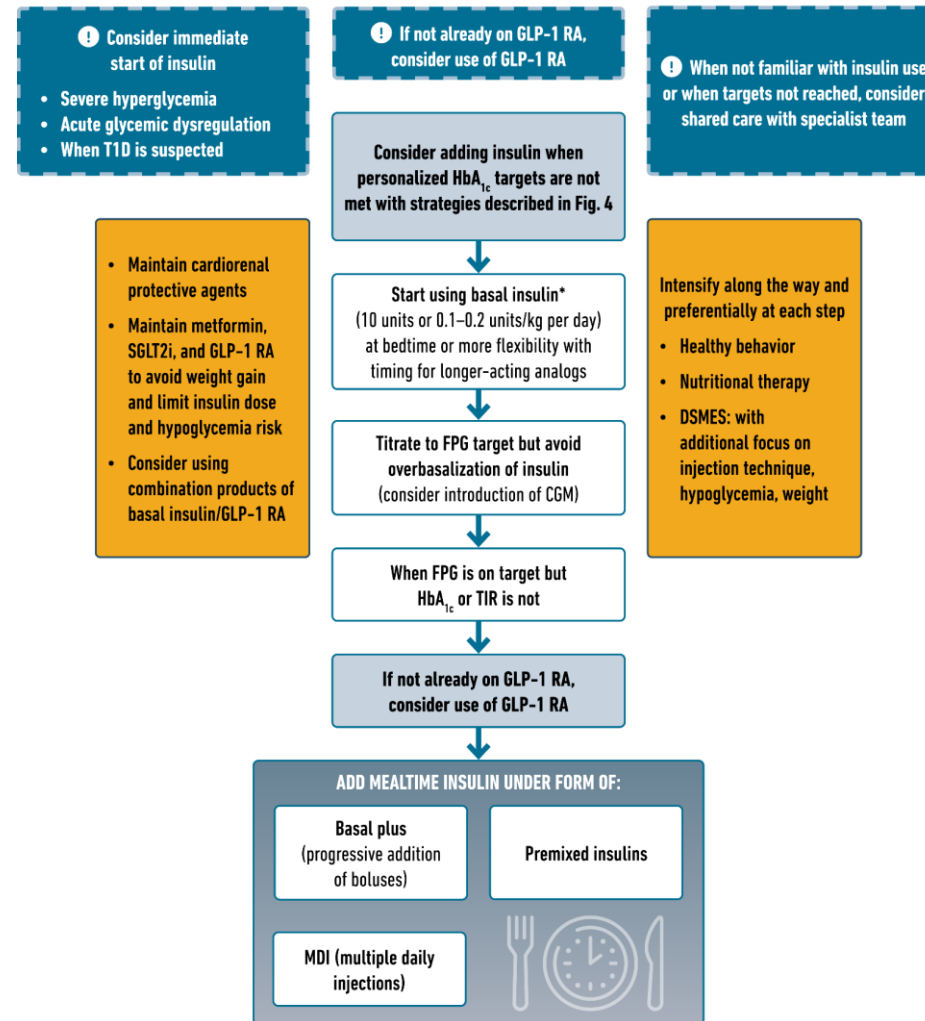 ! Consider immediate
start of insulin
• Severe hyperglycemia
• Acute glycemic dysregulation
• When T1D is suspected
! If not already on GLP-1 RA,
consider use of GLP-1 RA
! When not familiar with insulin use
or when targets not reached, consider
shared care with specialist team
Consider adding insulin when
personalized HbA1c targets are not
met with strategies described in Fig. 4
• Maintain cardiorenal
protective agents
• Maintain metformin,
SGLT2i, and GLP-1 RA
to avoid weight gain
and limit insulin dose
and hypoglycemia risk
• Consider using
combination products of
basal insulin/GLP-1 RA
Start using basal insulin*
(10 units or 0.1–0.2 units/kg per day)
at bedtime or more flexibility with
timing for longer-acting analogs
Intensify along the way and
preferentially at each step
• Healthy behavior
• Nutritional therapy
• DSMES: with
additional focus on
injection technique,
hypoglycemia, weight
Titrate to FPG target but avoid
overbasalization of insulin
(consider introduction of CGM)
When FPG is on target but
HbA1c or TIR is not
If not already on GLP-1 RA,
consider use of GLP-1 RA
ADD MEALTIME INSULIN UNDER FORM OF:
Basal plus
(progressive addition
of boluses)
Premixed insulins
MDI (multiple daily
injections)